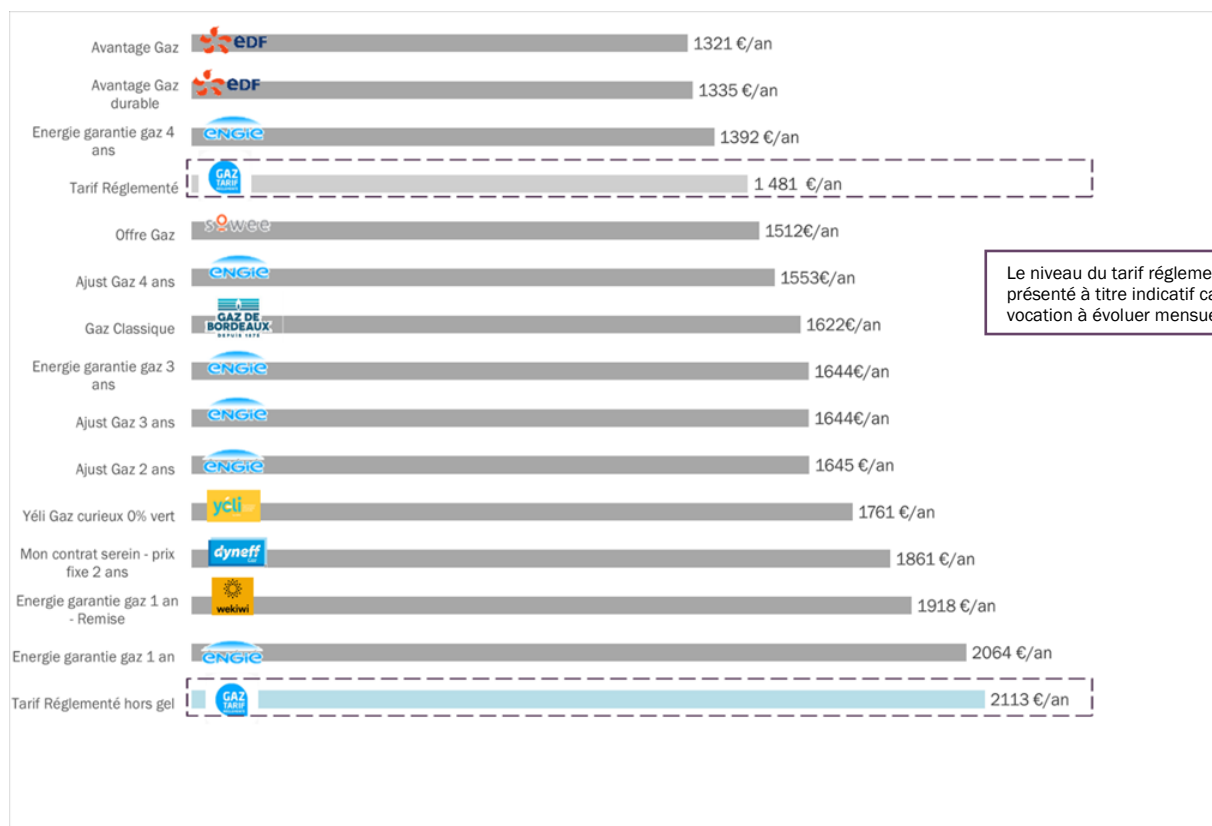 Avantage Gaz
eDF
1321 €/an
Avantage Gaz
durable
eDF
1335 €/an
Energie garantie gaz 4
ans
ENGIE
1392 €/an
Tarif Réglementé
GAZ
TARIF
1 481 €/an
Offre Gaz
sowee
1512€/an
Ajust Gaz 4 ans
ENGIE
1553€/an
Le niveau du tarif régleme
présenté à titre indicatif ca
vocation à évoluer mensue
Gaz Classique
GAZ DE
BORDEAUX
DEPUIS 1875
1622€/an
Energie garantie gaz 3
ans
ENGIE
1644€/an
Ajust Gaz 3 ans
ENGIE
1644€/an
Ajust Gaz 2 ans
ENGIE
1645 €/an
Yéli Gaz curieux 0% vert
yéli
1761 €/an
Mon contrat serein - prix
fixe 2 ans
dyneff
1861 €/an
Energie garantie gaz 1 an
- Remise
wekiwi
1918 €/an
Energie garantie gaz 1 an
ENGIE
2064 €/an
Tarif Réglementé hors gel
GAZ
TARIF
2113 €/an